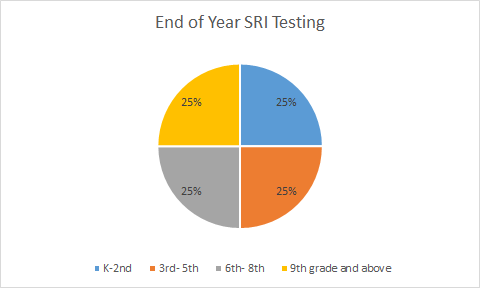 End of Year SRI Testing
25% 25%
25% 25%
K-2nd 3rd- 5th 6th- 8th 9th grade and above